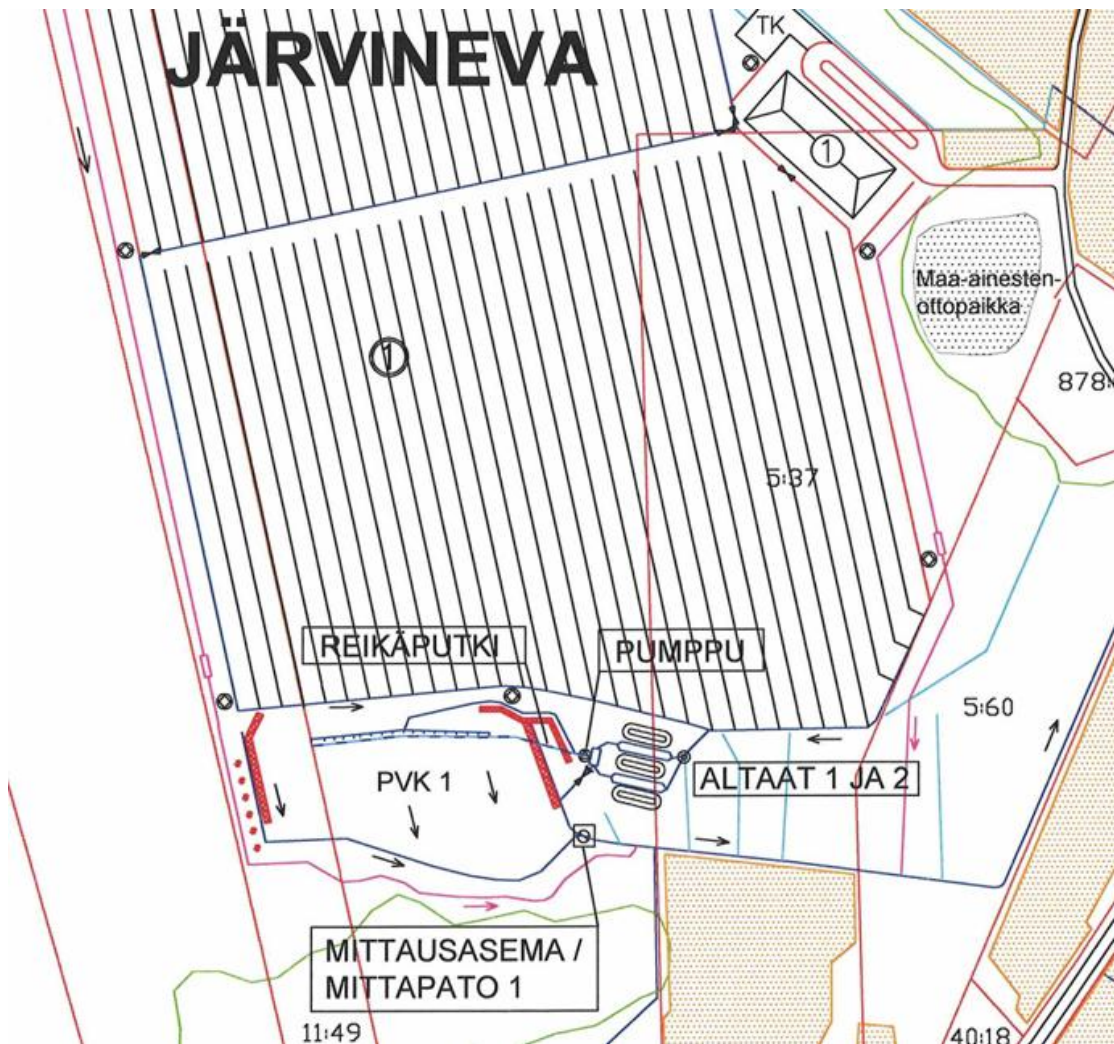 TK
JÄRVINEVA
1
Maa-ainesten-
ottopaikka
1
878:
5:37
REIKÄPUTKI
PUMPPU
5:60
PVK 1
ALTAAT 1 JA 2
MITTAUSASEMA /
MITTAPATO 1
11:49
40:18